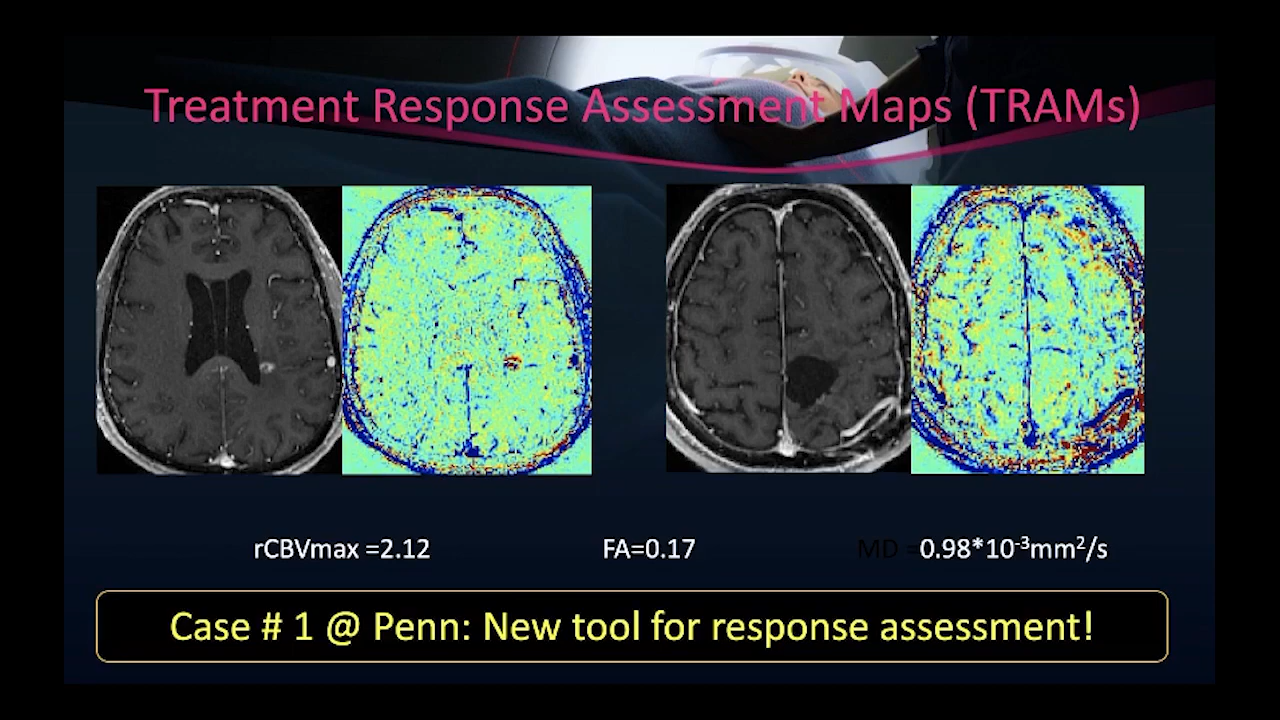 Treatment Response Assessment Maps (TRAMs)
rCBVmax =2.12 FA=0.17 MD =0.98*10⁻³mm²/s
Case # 1 @ Penn: New tool for response assessment!